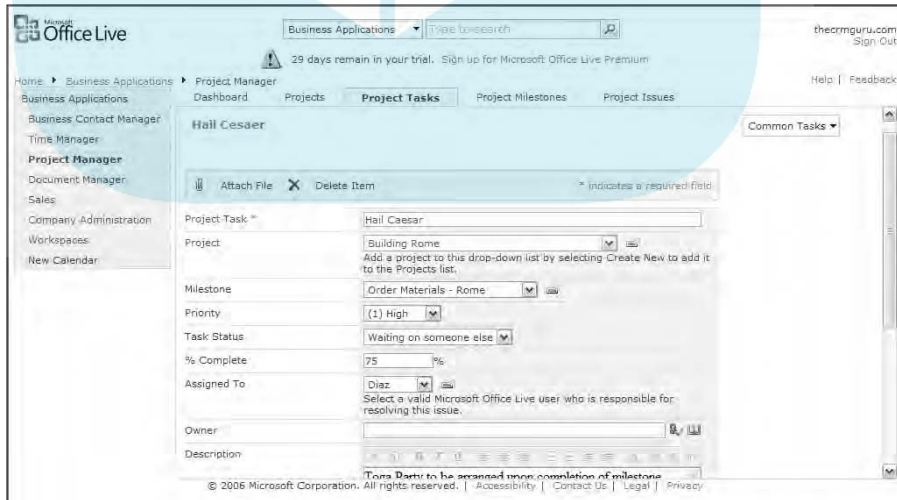 Microsoft
Office Live
Business Applications
Type to search
thecrmguru.com
Sign Out
29 days remain in your trial. Sign up for Microsoft Office Live Premium
Home Business Applications Project Manager
Help | Feedback
Business Applications
Business Contact Manager
Time Manager
Project Manager
Document Manager
Sales
Company Administration
Workspaces
New Calendar
Dashboard Projects Project Tasks Project Milestones Project Issues
Hail Cesaer
Common Tasks
Attach File Delete Item * indicates a required field
Project Task * Hail Caesar
Project Building Rome
Add a project to this drop-down list by selecting Create New to add it
to the Projects list.
Milestone Order Materials - Rome
Priority (1) High
Task Status Waiting on someone else
% Complete 75 %
Assigned To Diaz
Select a valid Microsoft Office Live user who is responsible for
resolving this issue.
Owner
Description
Toga Party to be arranged upon completion of milestone
© 2006 Microsoft Corporation. All rights reserved. | Accessibility | Contact Us | Legal | Privacy